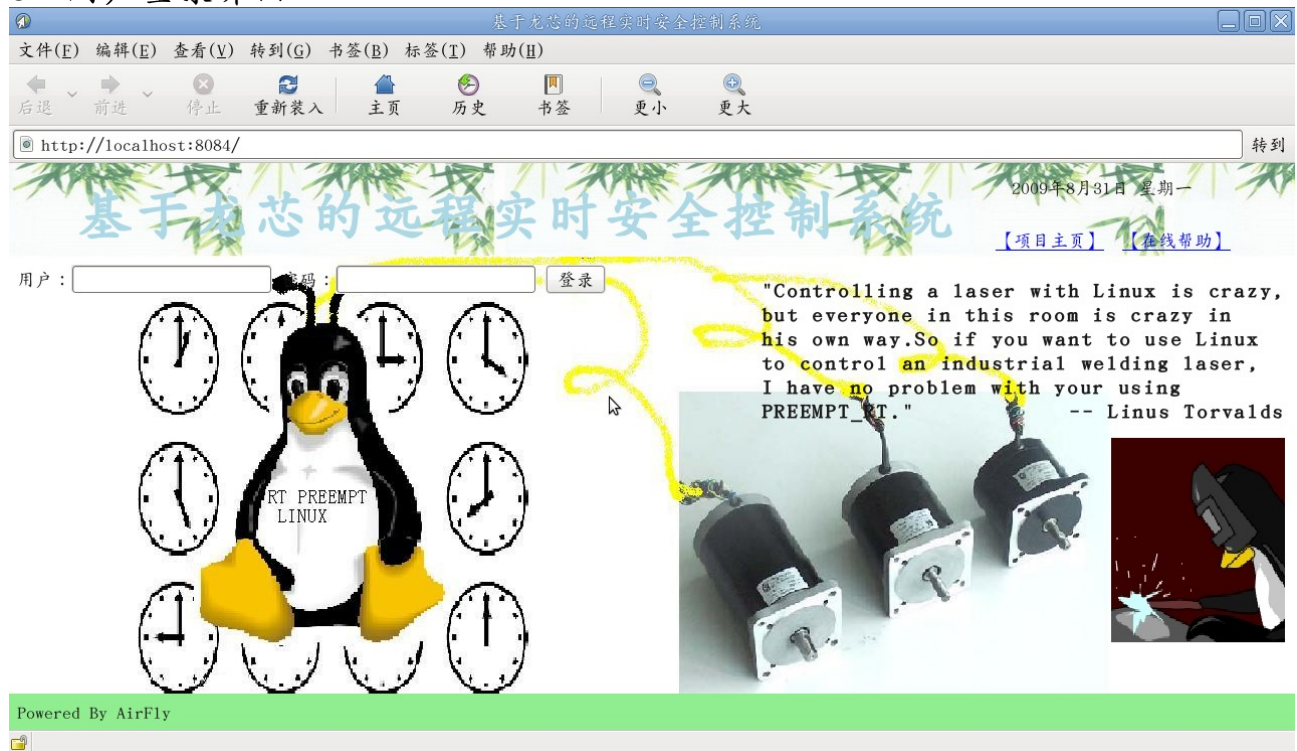 基于龙芯的远程实时安全控制系统
文件(F) 编辑(E) 查看(V) 转到(G) 书签(B) 标签(T) 帮助(H)
后退 前进 停止 重新装入 主页 历史 书签 更小 更大
http://localhost:8084/ 转到
基于龙芯的远程实时安全控制系统
2009年8月31日 星期一
【项目主页】 【在线帮助】
用户: 密码: 登录
"Controlling a laser with Linux is crazy,
but everyone in this room is crazy in
his own way.So if you want to use Linux
to control an industrial welding laser,
I have no problem with your using
PREEMPT_RT." -- Linus Torvalds
RT PREEMPT
LINUX
Powered By AirFly